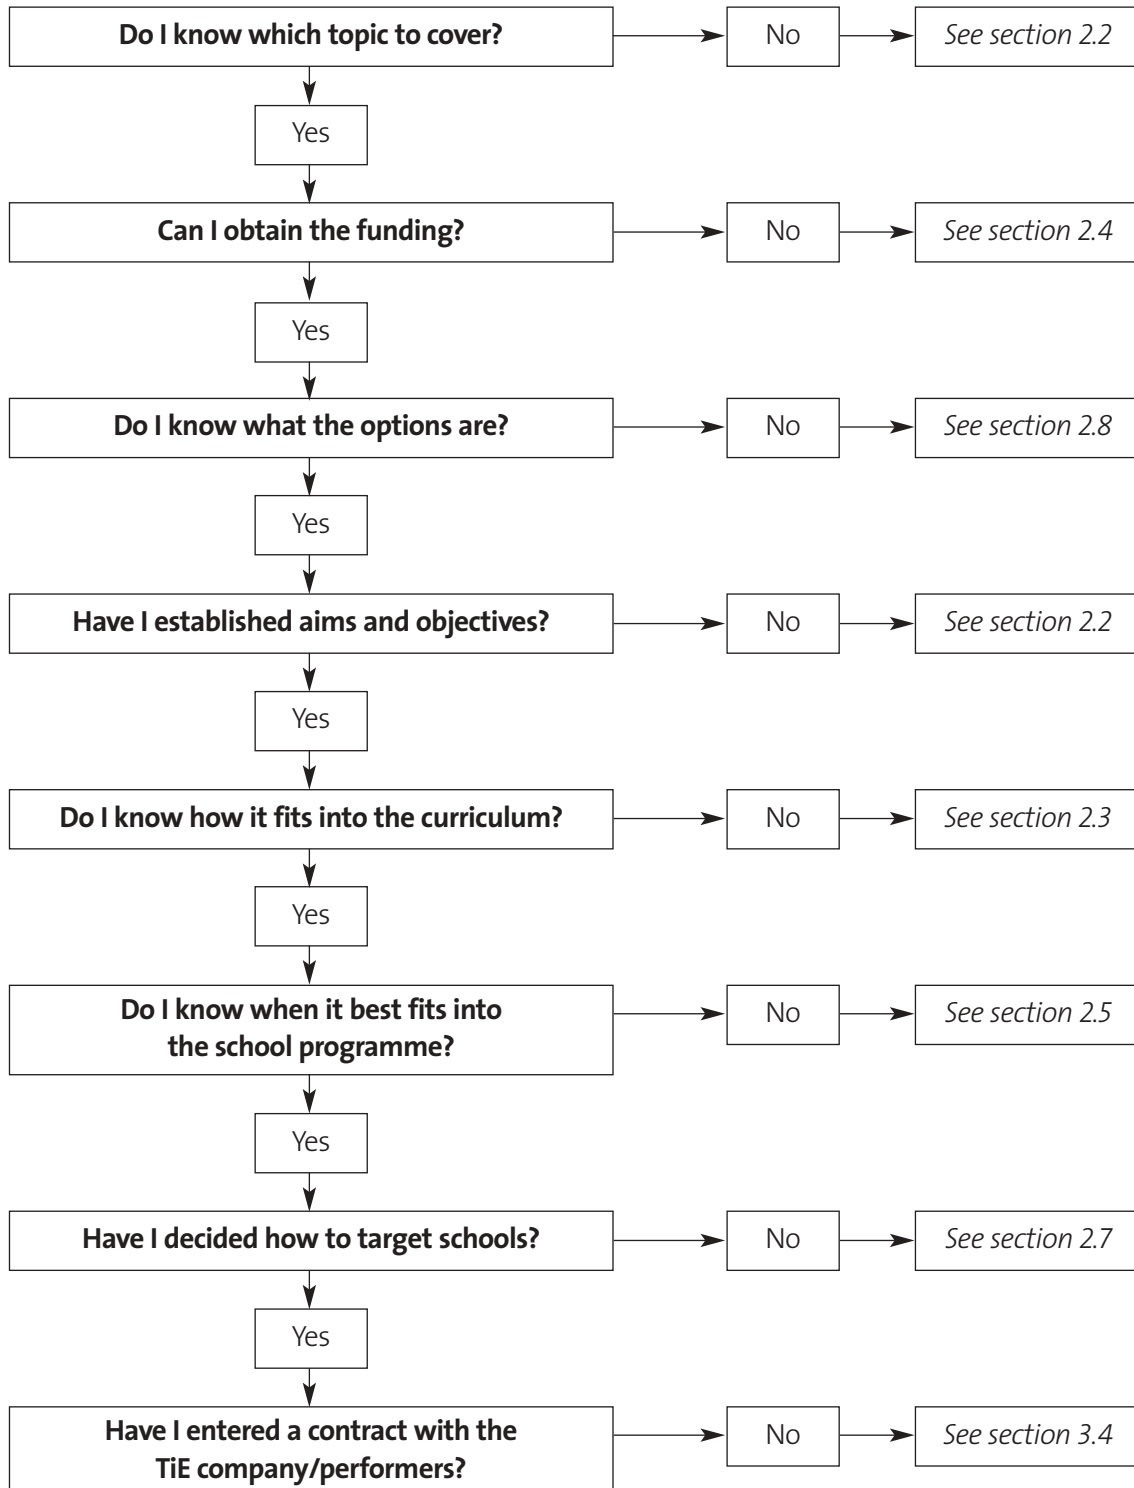 Do I know which topic to cover?
No
See section 2.2
Yes
Can I obtain the funding?
No
See section 2.4
Yes
Do I know what the options are?
No
See section 2.8
Yes
Have I established aims and objectives?
No
See section 2.2
Yes
Do I know how it fits into the curriculum?
No
See section 2.3
Yes
Do I know when it best fits into
the school programme?
No
See section 2.5
Yes
Have I decided how to target schools?
No
See section 2.7
Yes
Have I entered a contract with the
TiE company/performers?
No
See section 3.4